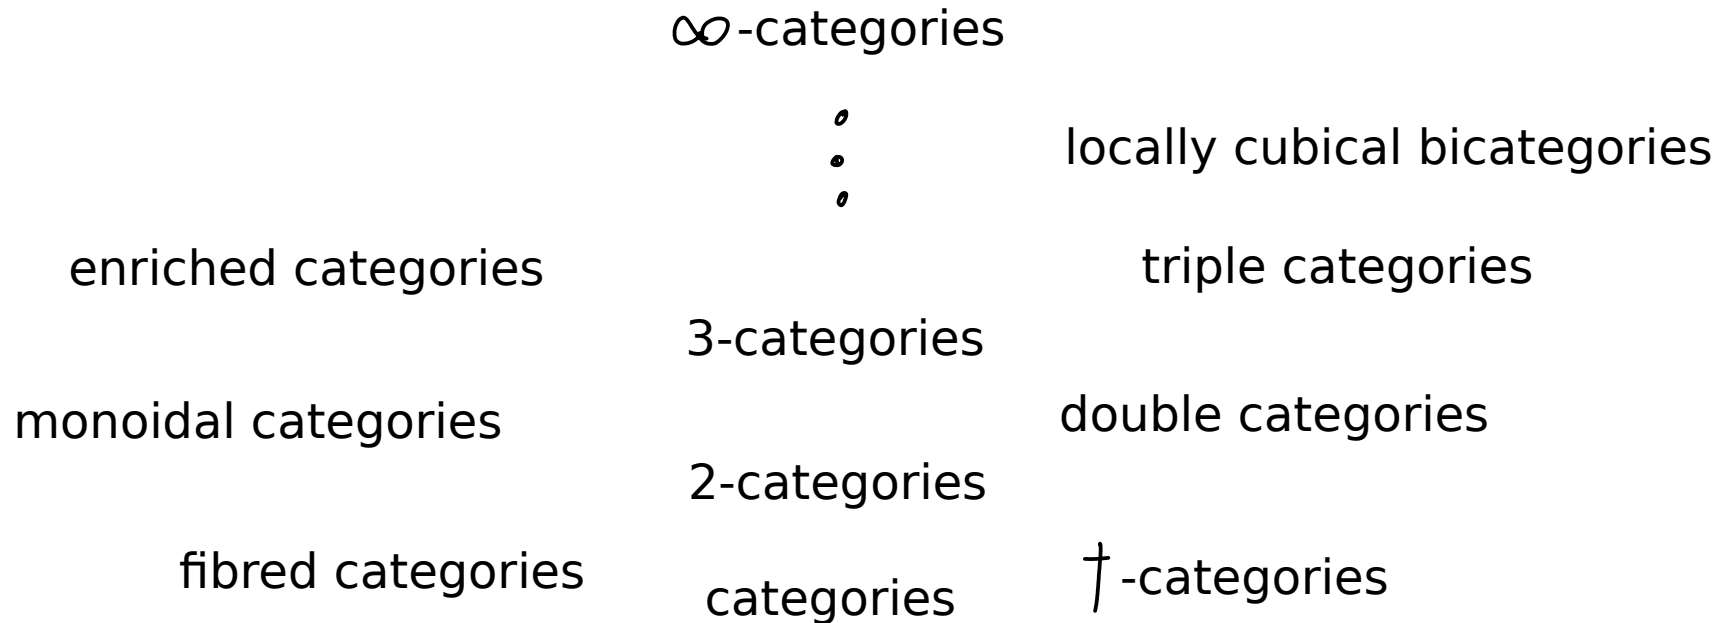 ∞-categories
⋮
locally cubical bicategories
enriched categories
triple categories
3-categories
monoidal categories
double categories
2-categories
fibred categories
†-categories
categories